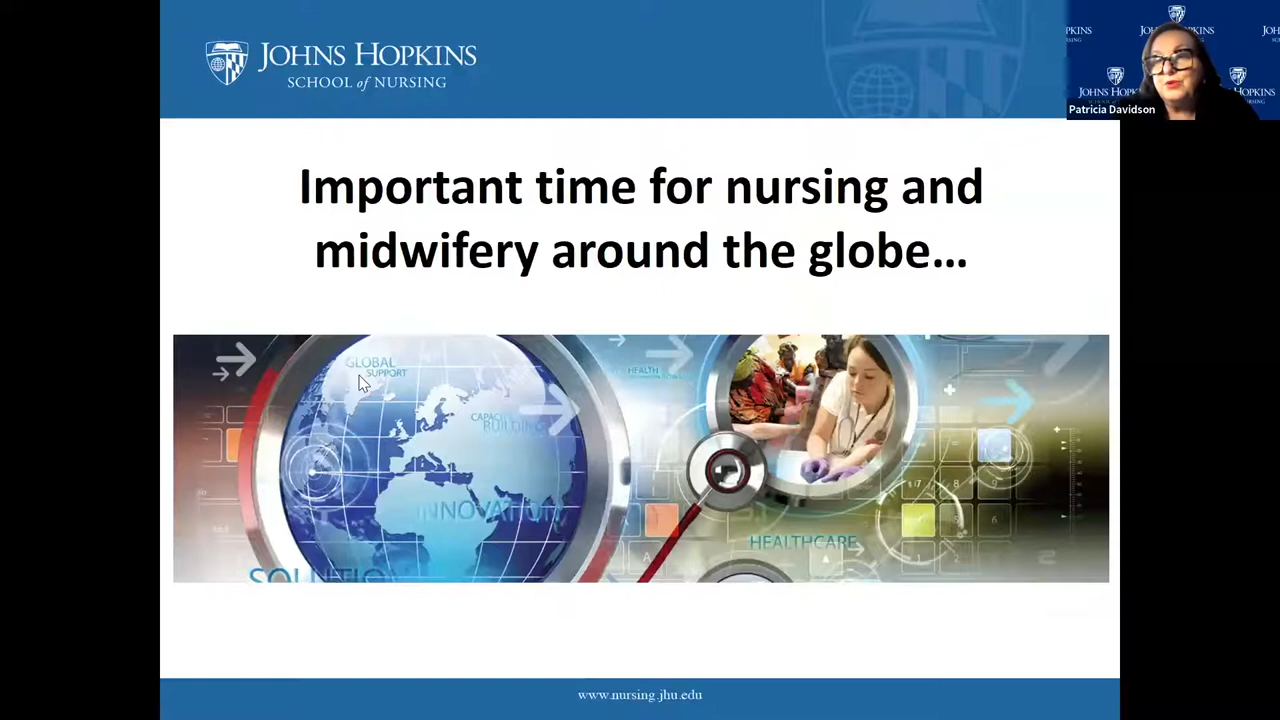 JOHNS HOPKINS
SCHOOL of NURSING
Patricia Davidson
Important time for nursing and
midwifery around the globe…
GLOBAL
SUPPORT
HEALTH
CAPACITY
BUILDING
INNOVATION
HEALTHCARE
SOLUTION
www.nursing.jhu.edu